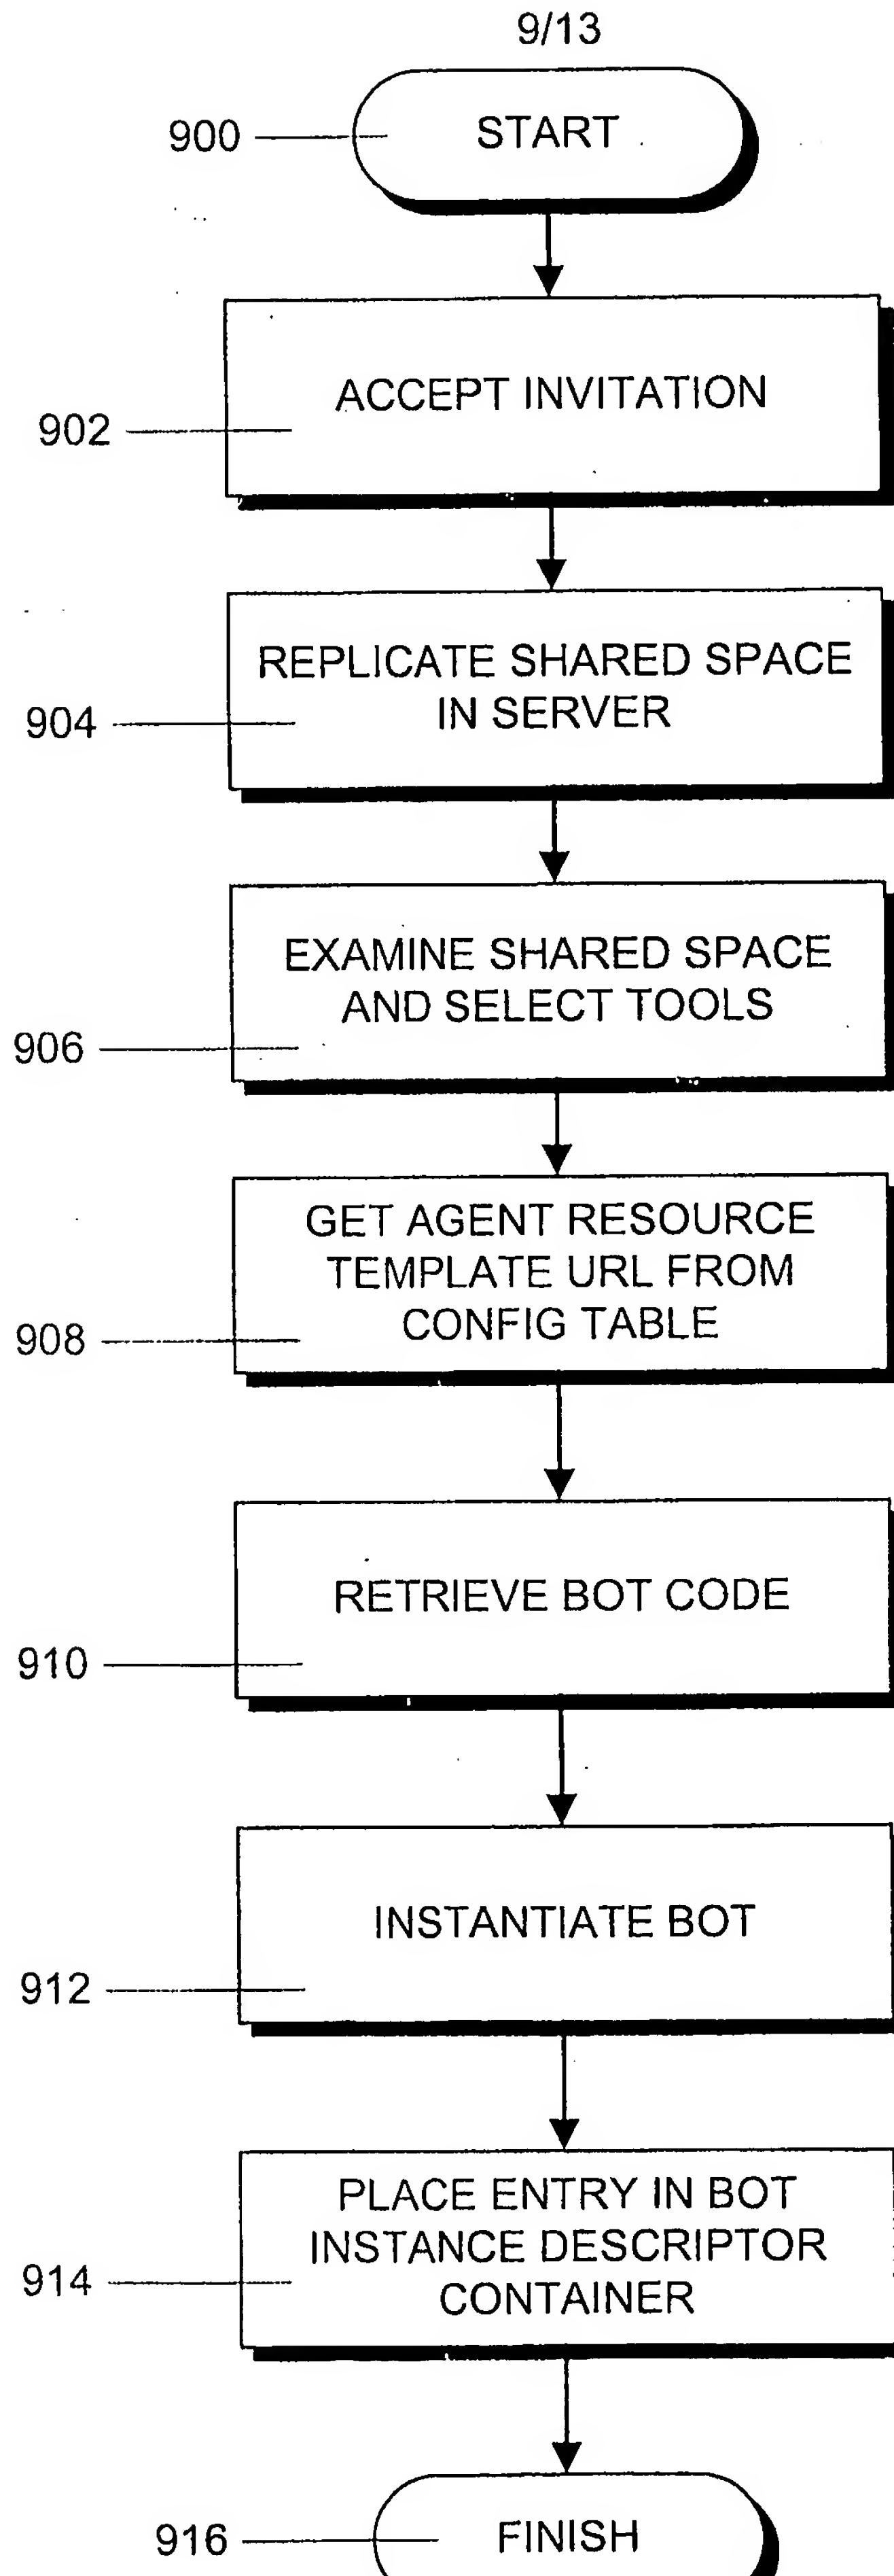 9/13
900
START
902
ACCEPT INVITATION
904
REPLICATE SHARED SPACE
IN SERVER
906
EXAMINE SHARED SPACE
AND SELECT TOOLS
908
GET AGENT RESOURCE
TEMPLATE URL FROM
CONFIG TABLE
910
RETRIEVE BOT CODE
912
INSTANTIATE BOT
914
PLACE ENTRY IN BOT
INSTANCE DESCRIPTOR
CONTAINER
916
FINISH